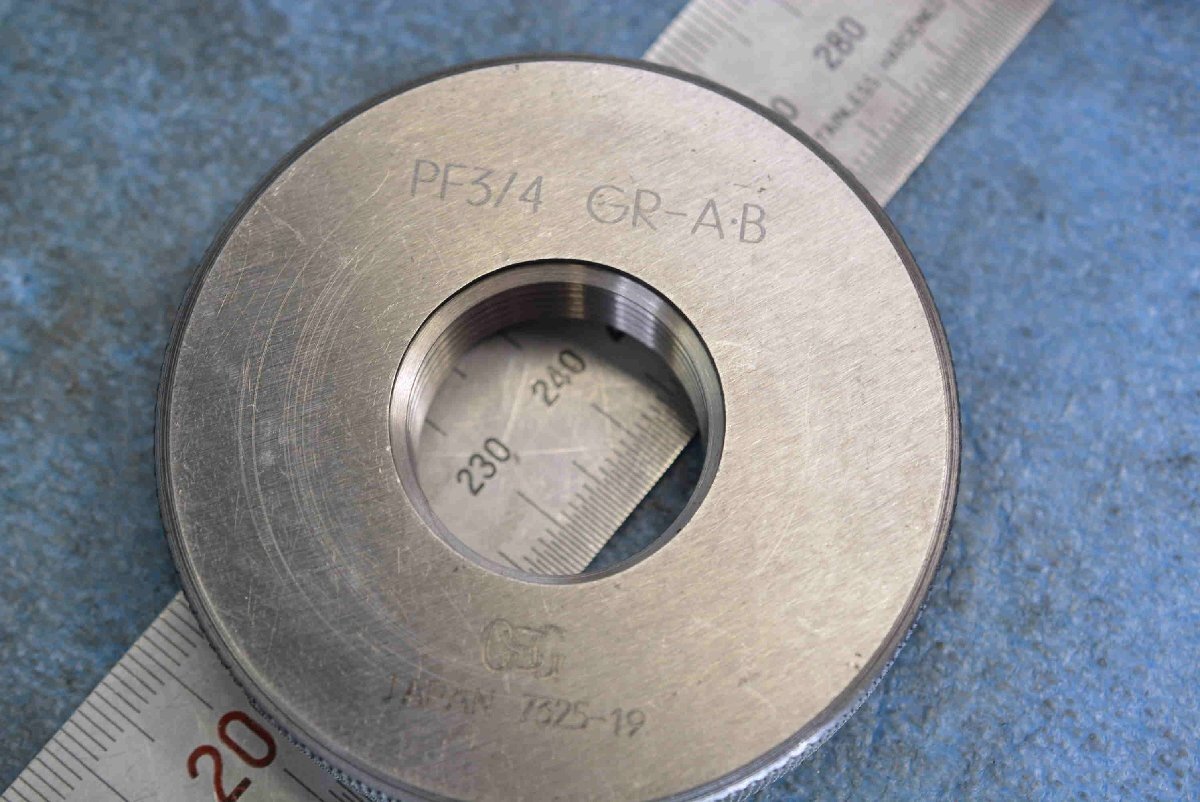 280
STAINLESS HARDENED
PF3/4 GR-A·B
240
230
OSG
JAPAN 7325-19
20